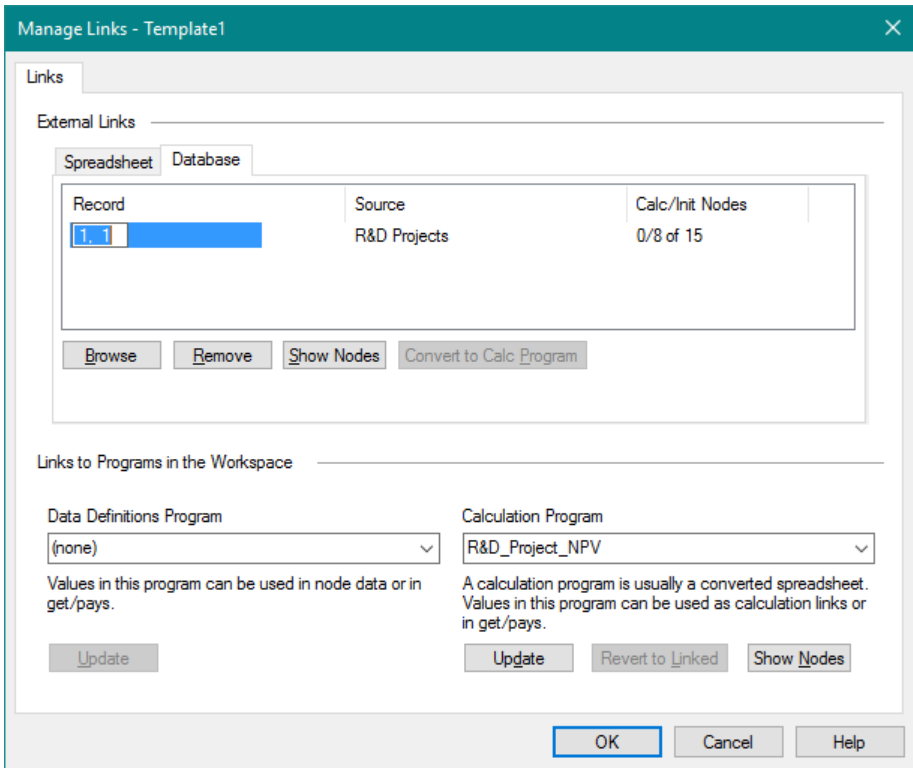 Manage Links - Template1
Links
External Links
Spreadsheet Database
Record Source Calc/Init Nodes
1, 1 R&D Projects 0/8 of 15
Browse Remove Show Nodes Convert to Calc Program
Links to Programs in the Workspace
Data Definitions Program Calculation Program
(none) R&D_Project_NPV
Values in this program can be used in node data or in
get/pays.
A calculation program is usually a converted spreadsheet.
Values in this program can be used as calculation links or
in get/pays.
Update Update Revert to Linked Show Nodes
OK Cancel Help